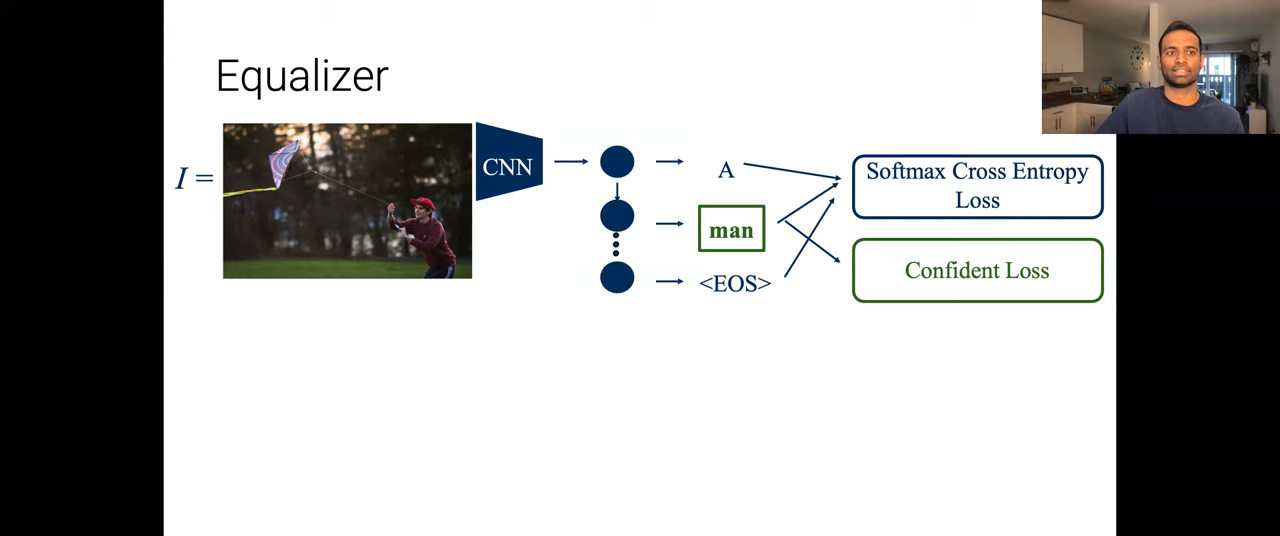 Equalizer
I =
CNN
A
man
<EOS>
Softmax Cross Entropy
Loss
Confident Loss